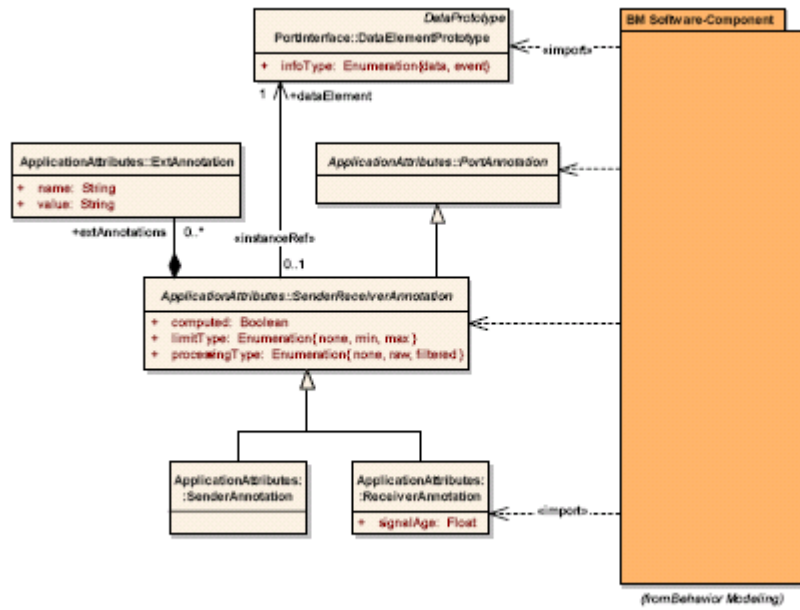 DataPrototype
PortInterface::DataElementPrototype
+ infoType: Enumeration{data, event}
BM Software-Component
«import»
1 +dataElement
ApplicationAttributes::ExtAnnotation
+ name: String
+ value: String
ApplicationAttributes::PortAnnotation
+extAnnotations 0..*
«instanceRef»
0..1
ApplicationAttributes::SenderReceiverAnnotation
+ computed: Boolean
+ limitType: Enumeration{ none, min, max }
+ processingType: Enumeration{ none, raw, filtered }
ApplicationAttributes:
:SenderAnnotation
ApplicationAttributes:
:ReceiverAnnotation
+ signalAge: Float
«import»
(from Behavior Modeling)